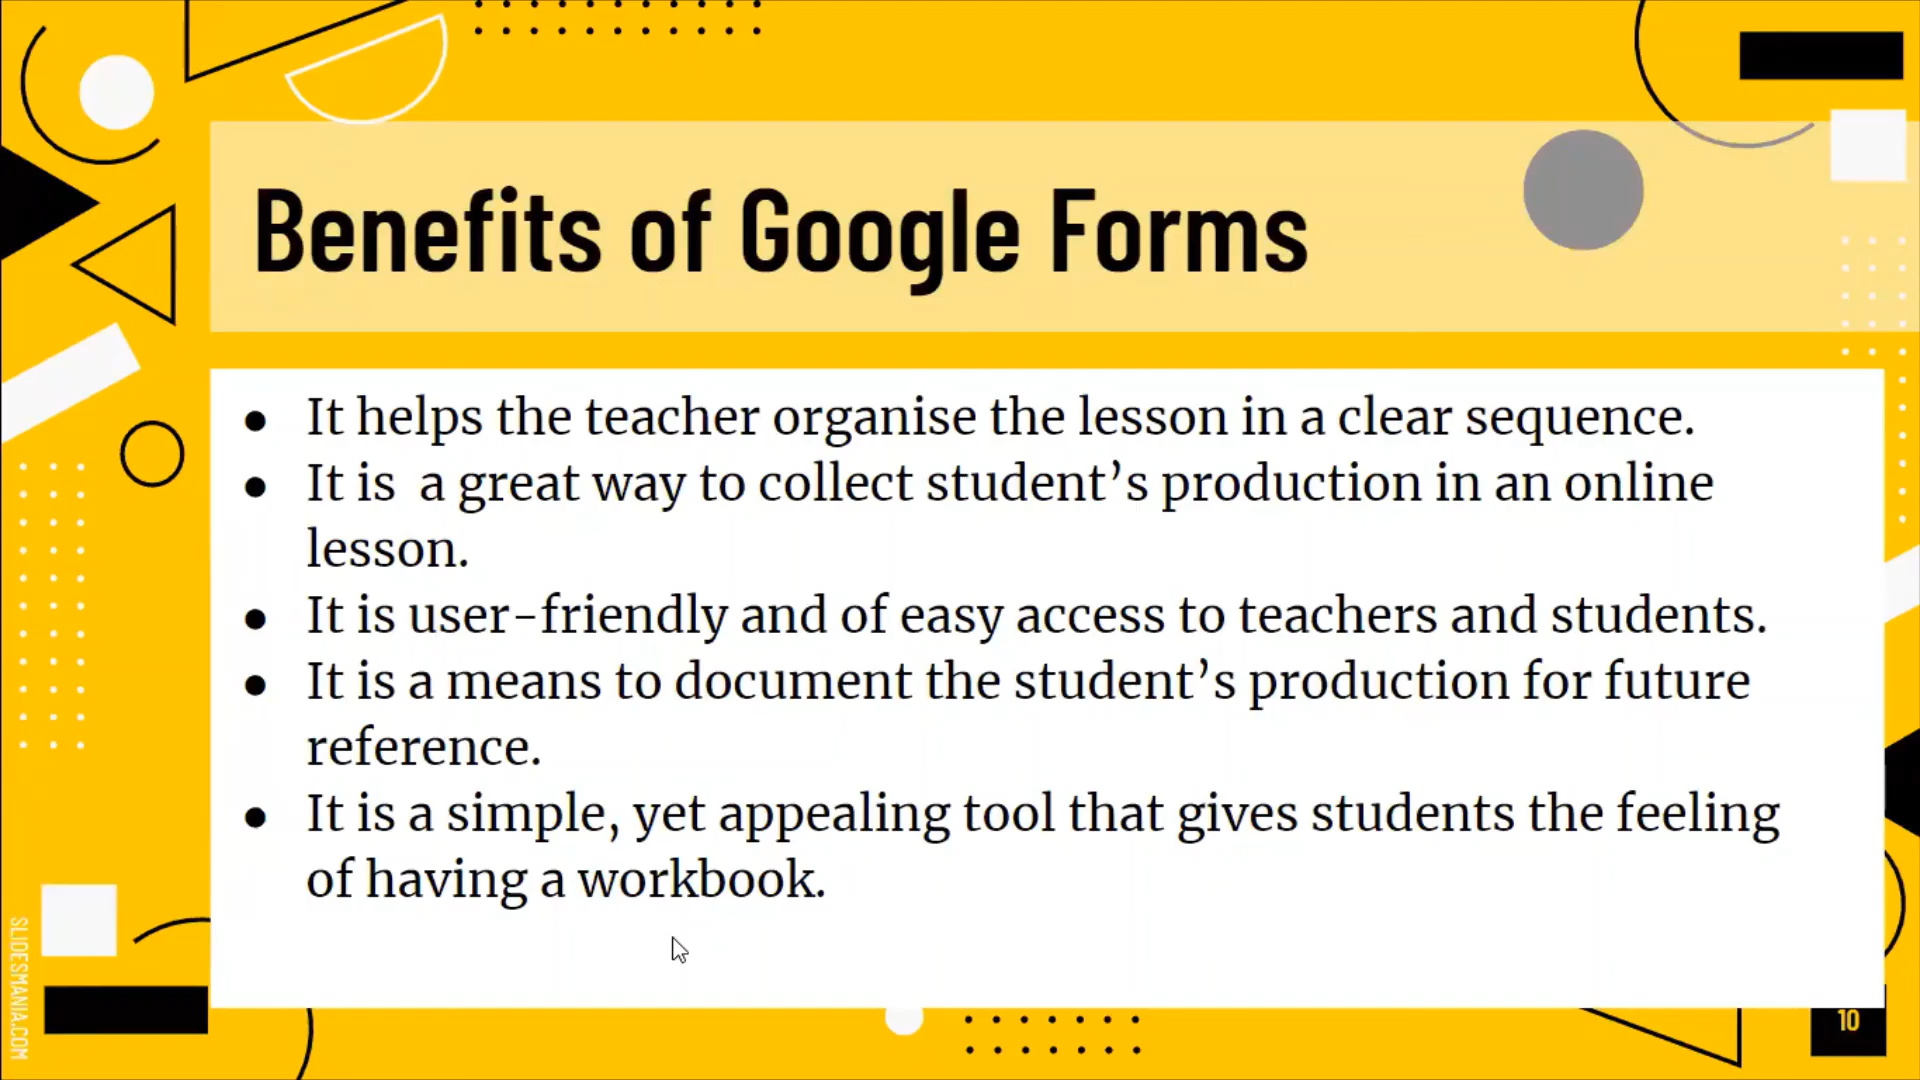 Benefits of Google Forms
● It helps the teacher organise the lesson in a clear sequence.
● It is  a great way to collect student’s production in an online
lesson.
● It is user-friendly and of easy access to teachers and students.
● It is a means to document the student’s production for future
reference.
● It is a simple, yet appealing tool that gives students the feeling
of having a workbook.
SLIDESMANIA.COM
10